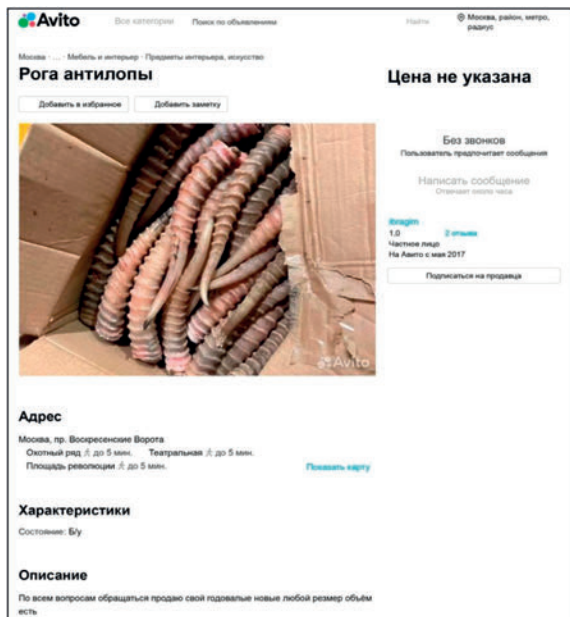 Avito
Все категории
Поиск по объявлениям
Найти
Москва, район, метро,
радиус
Москва · ... · Мебель и интерьер · Предметы интерьера, искусство
Рога антилопы
Добавить в избранное
Добавить заметку
Avito
Цена не указана
Без звонков
Пользователь предпочитает сообщения
Написать сообщение
Отвечает около часа
ibragim
1,0 2 отзыва
Частное лицо
На Авито с мая 2017
Подписаться на продавца
Адрес
Москва, пр. Воскресенские Ворота
Охотный ряд до 5 мин. Театральная до 5 мин.
Площадь революции до 5 мин.
Показать карту
Характеристики
Состояние: Б/у
Описание
По всем вопросам обращаться продаю свой годовалые новые любой резмер объём
есть